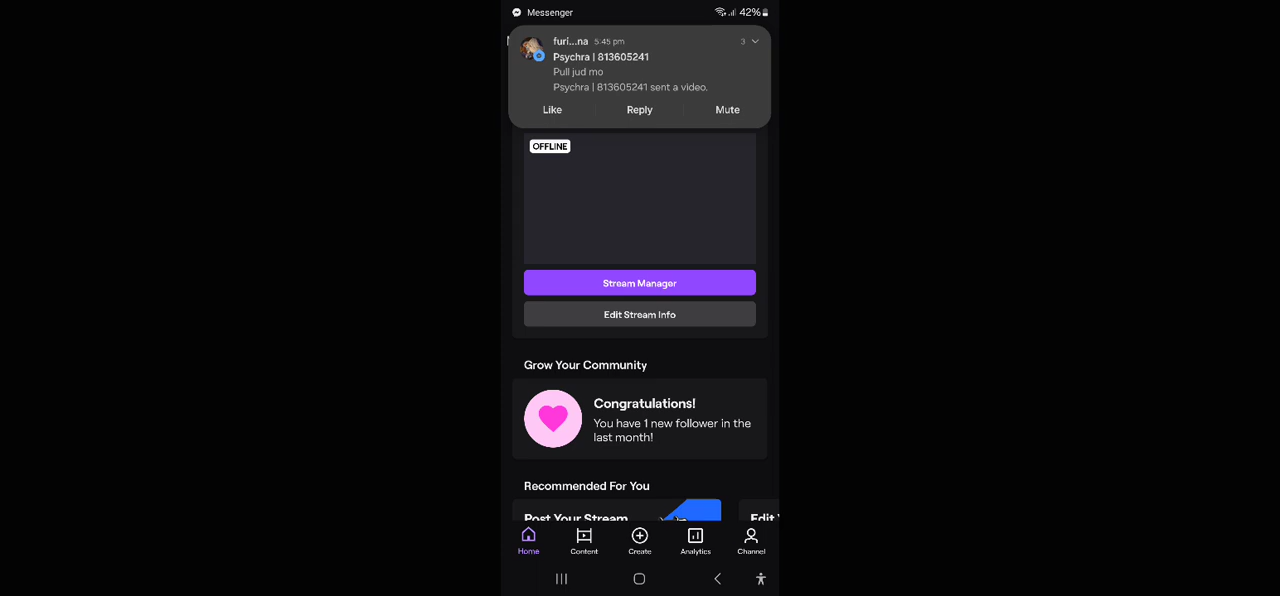 Messenger
42%
furi...na 5:45 pm
3
Psychra | 813605241
Pull jud mo
Psychra | 813605241 sent a video.
Like Reply Mute
OFFLINE
Stream Manager
Edit Stream Info
Grow Your Community
Congratulations!
You have 1 new follower in the
last month!
Recommended For You
Post Your Stream
Edit
Home Content Create Analytics Channel